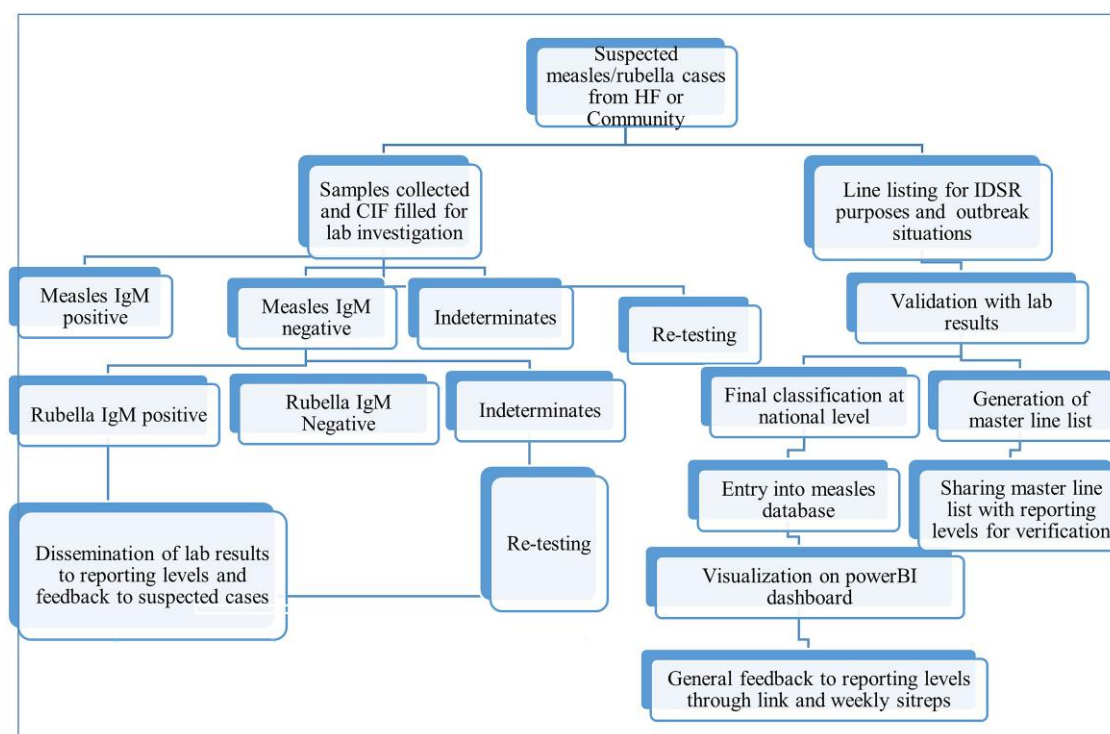 Suspected
measles/rubella cases
from HF or
Community
Samples collected
and CIF filled for
lab investigation
Line listing for IDSR
purposes and outbreak
situations
Measles IgM
positive
Measles IgM
negative
Indeterminates
Re-testing
Validation with lab
results
Rubella IgM positive
Rubella IgM
Negative
Indeterminates
Final classification at
national level
Generation of
master line list
Dissemination of lab results
to reporting levels and
feedback to suspected cases
Re-testing
Entry into measles
database
Sharing master line
list with reporting
levels for verification
Visualization on powerBI
dashboard
General feedback to reporting levels
through link and weekly sitreps